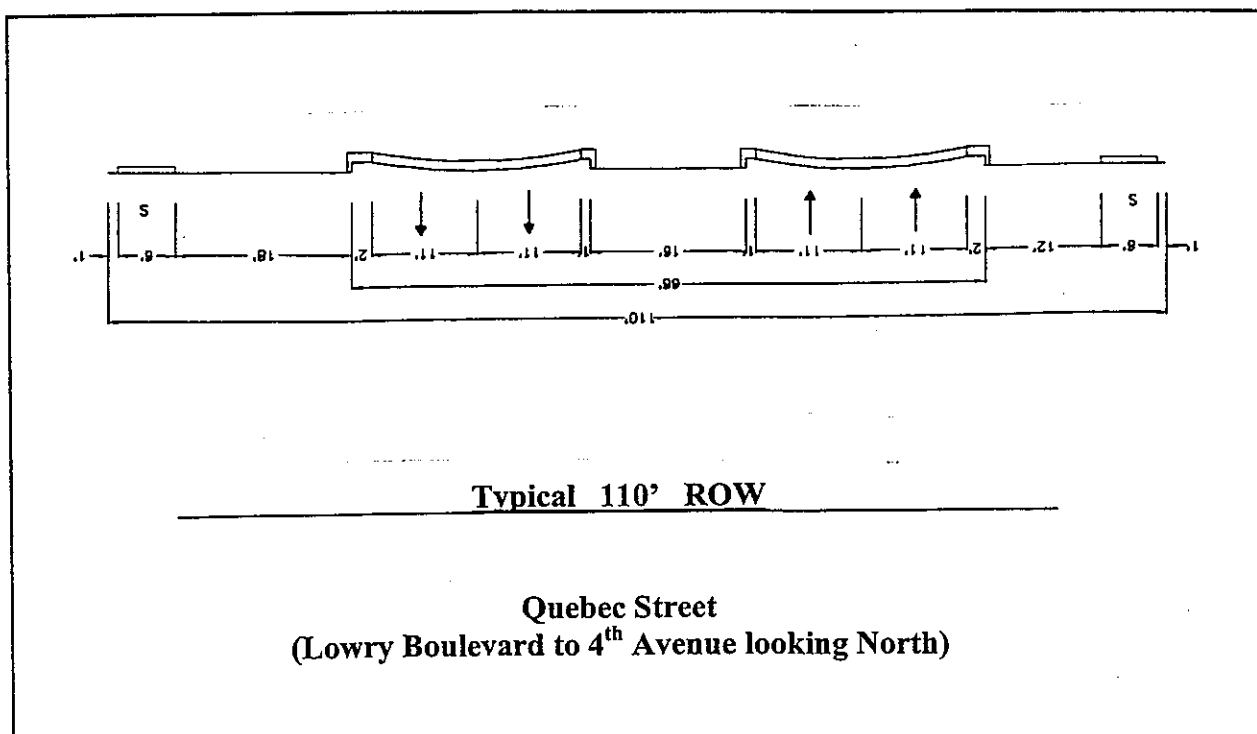 S S
1' 6' 18' 2' 11' 11' 1' 16' 1' 11' 11' 2' 12' 6' 1'
66'
110'
Typical 110’ ROW
Quebec Street
(Lowry Boulevard to 4th Avenue looking North)